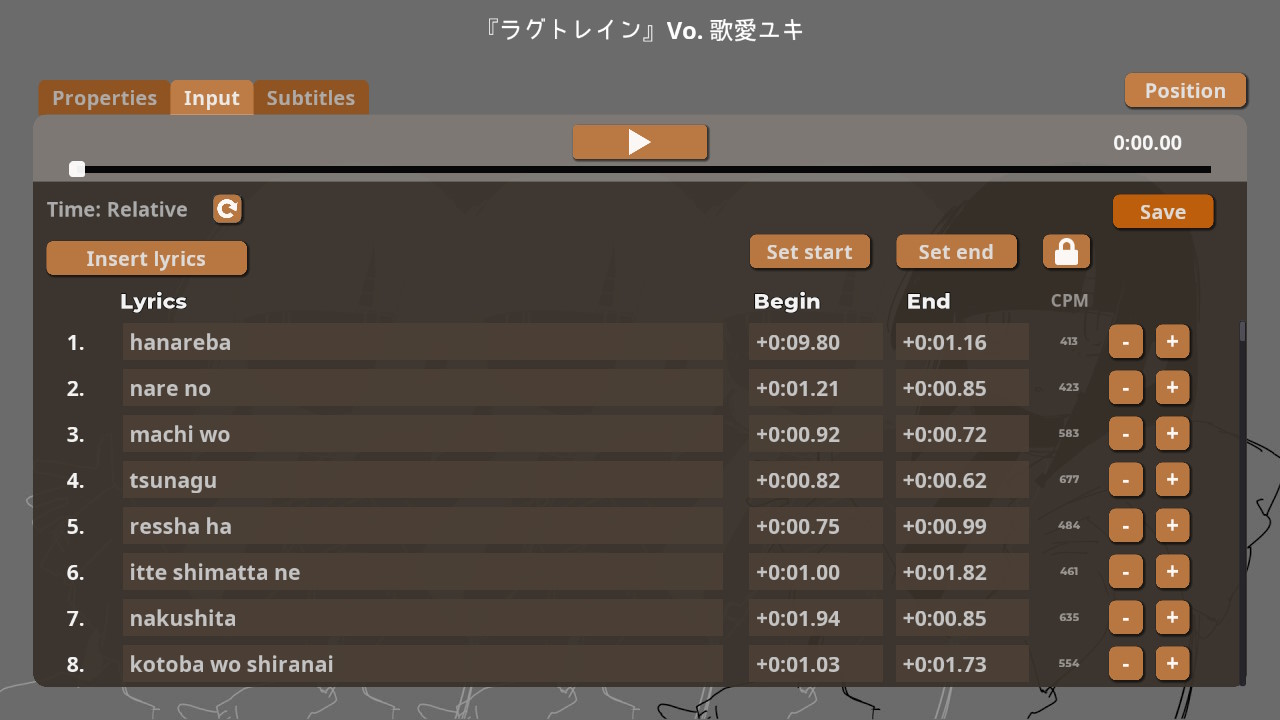 『ラグトレイン』Vo. 歌愛ユキ
Properties Input Subtitles Position
0:00.00
Time: Relative Save
Insert lyrics Set start Set end
Lyrics Begin End CPM
1. hanareba +0:09.80 +0:01.16 413 - +
2. nare no +0:01.21 +0:00.85 423 - +
3. machi wo +0:00.92 +0:00.72 583 - +
4. tsunagu +0:00.82 +0:00.62 677 - +
5. ressha ha +0:00.75 +0:00.99 484 - +
6. itte shimatta ne +0:01.00 +0:01.82 461 - +
7. nakushita +0:01.94 +0:00.85 635 - +
8. kotoba wo shiranai +0:01.03 +0:01.73 554 - +